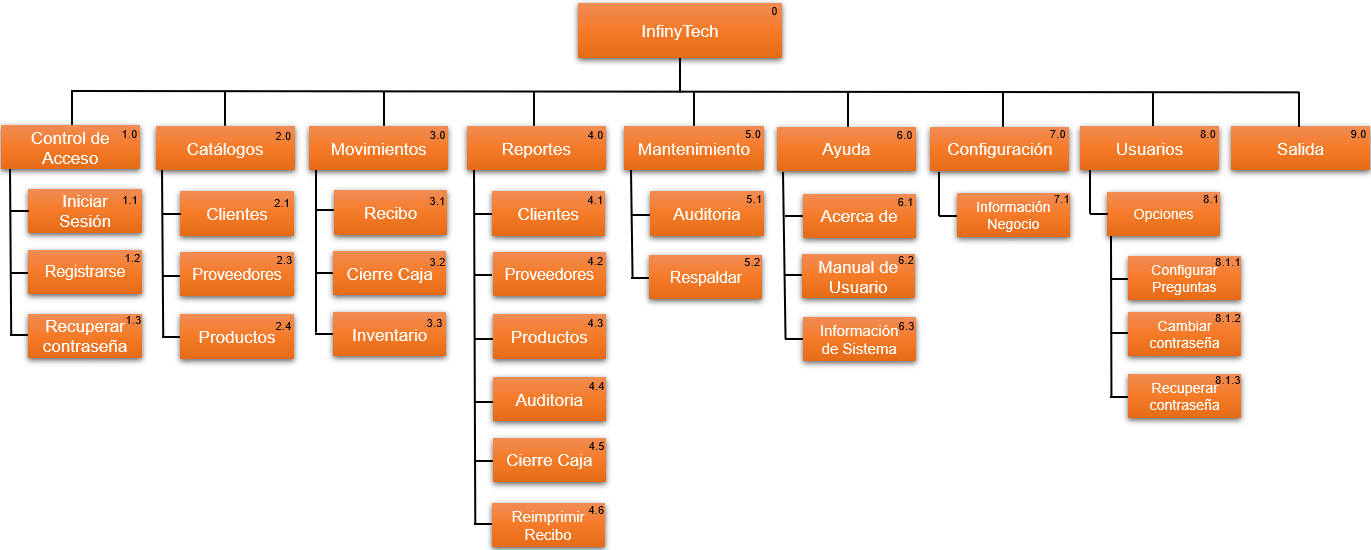 0
InfinyTech
1.0
Control de
Acceso
1.1
Iniciar
Sesión
1.2
Registrarse
1.3
Recuperar
contraseña
2.0
Catálogos
2.1
Clientes
2.3
Proveedores
2.4
Productos
3.0
Movimientos
3.1
Recibo
3.2
Cierre Caja
3.3
Inventario
4.0
Reportes
4.1
Clientes
4.2
Proveedores
4.3
Productos
4.4
Auditoria
4.5
Cierre Caja
4.6
Reimprimir
Recibo
5.0
Mantenimiento
5.1
Auditoria
5.2
Respaldar
6.0
Ayuda
6.1
Acerca de
6.2
Manual de
Usuario
6.3
Información
de Sistema
7.0
Configuración
7.1
Información
Negocio
8.0
Usuarios
8.1
Opciones
8.1.1
Configurar
Preguntas
8.1.2
Cambiar
contraseña
8.1.3
Recuperar
contraseña
9.0
Salida